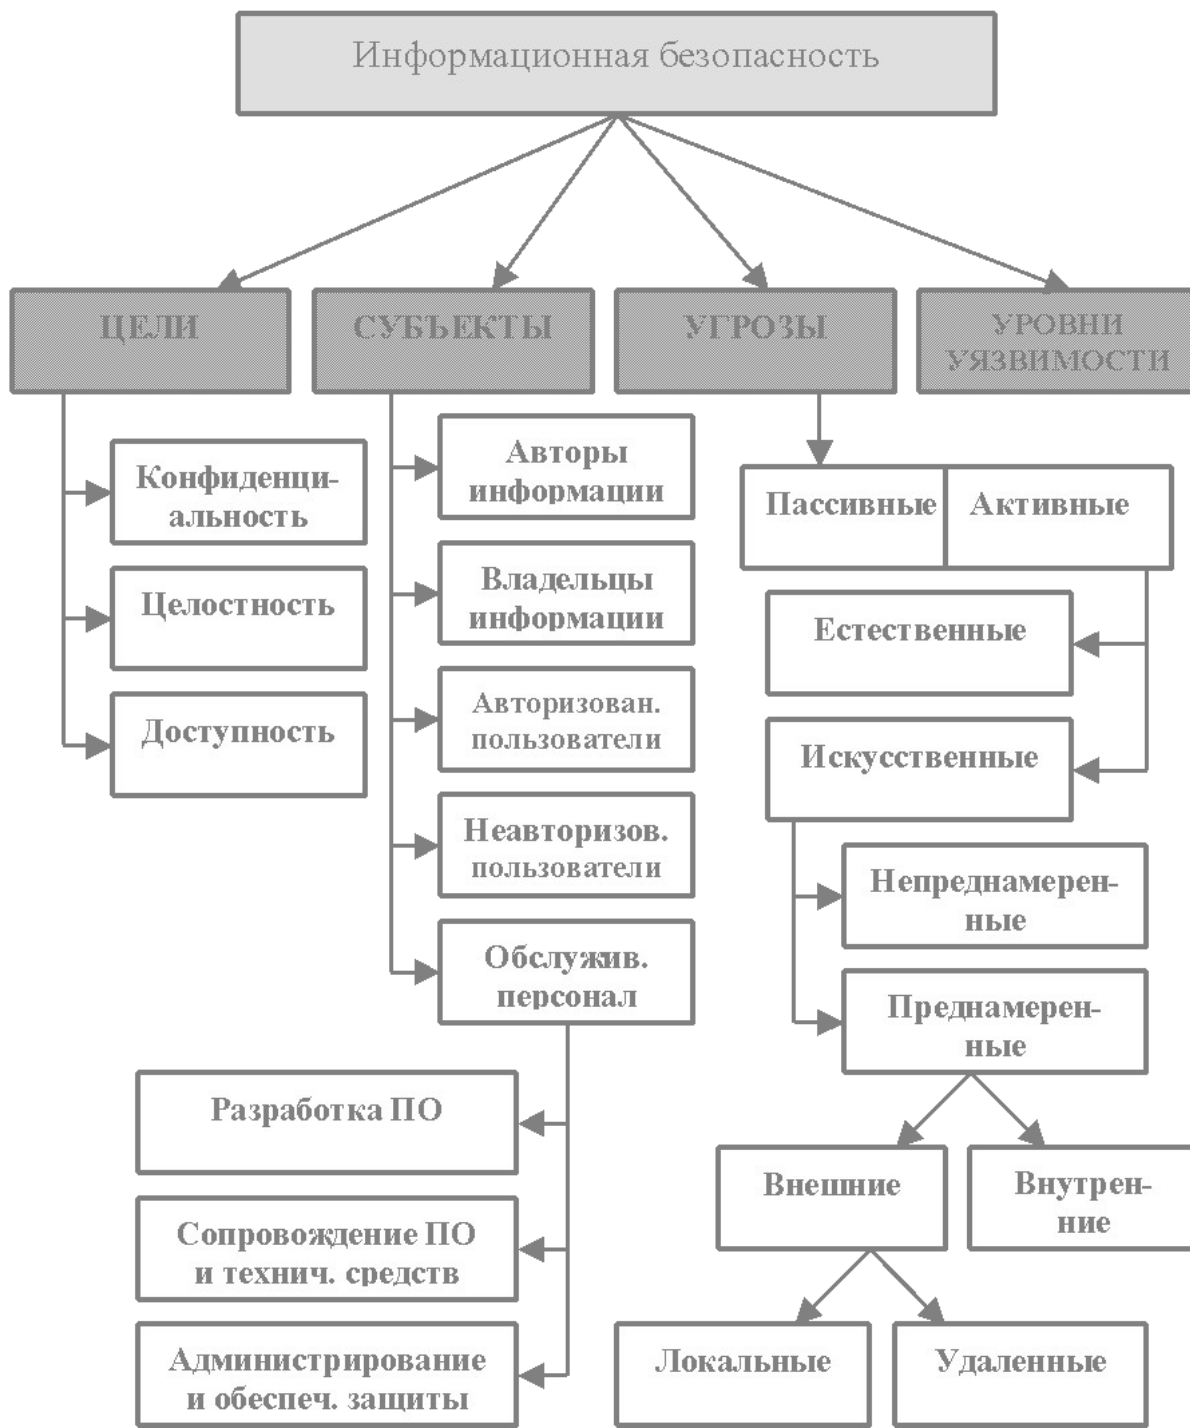 Информационная безопасность
ЦЕЛИ
СУБЪЕКТЫ
УГРОЗЫ
УРОВНИ
УЯЗВИМОСТИ
Конфиденци-
альность
Целостность
Доступность
Авторы
информации
Владельцы
информации
Авторизован.
пользователи
Неавторизов.
пользователи
Обслужив.
персонал
Разработка ПО
Сопровождение ПО
и технич. средств
Администрирование
и обеспеч. защиты
Пассивные
Активные
Естественные
Искусственные
Непреднамерен-
ные
Преднамерен-
ные
Внешние
Внутрен-
ние
Локальные
Удаленные